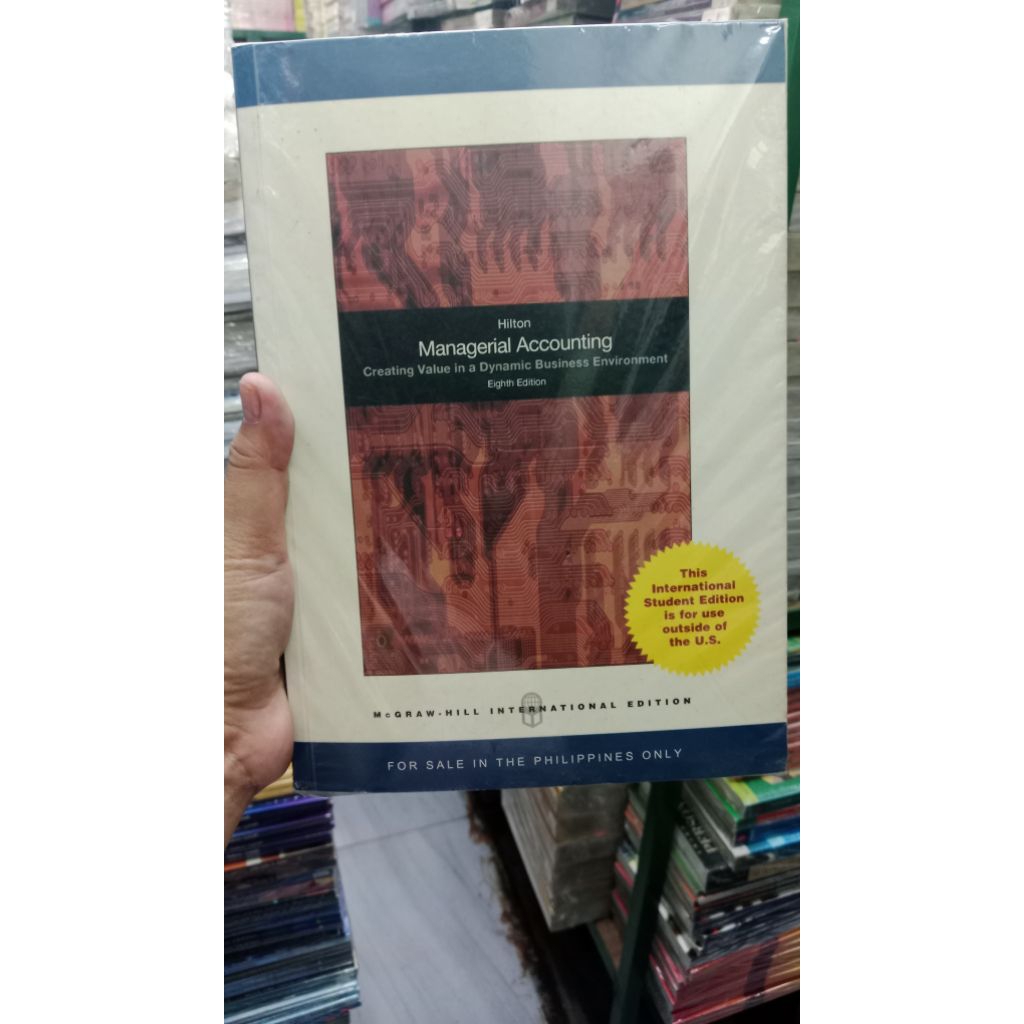 Hilton
Managerial Accounting
Creating Value in a Dynamic Business Environment
Eighth Edition
This
International
Student Edition
is for use
outside of
the U.S.
McGRAW-HILL INTERNATIONAL EDITION
FOR SALE IN THE PHILIPPINES ONLY